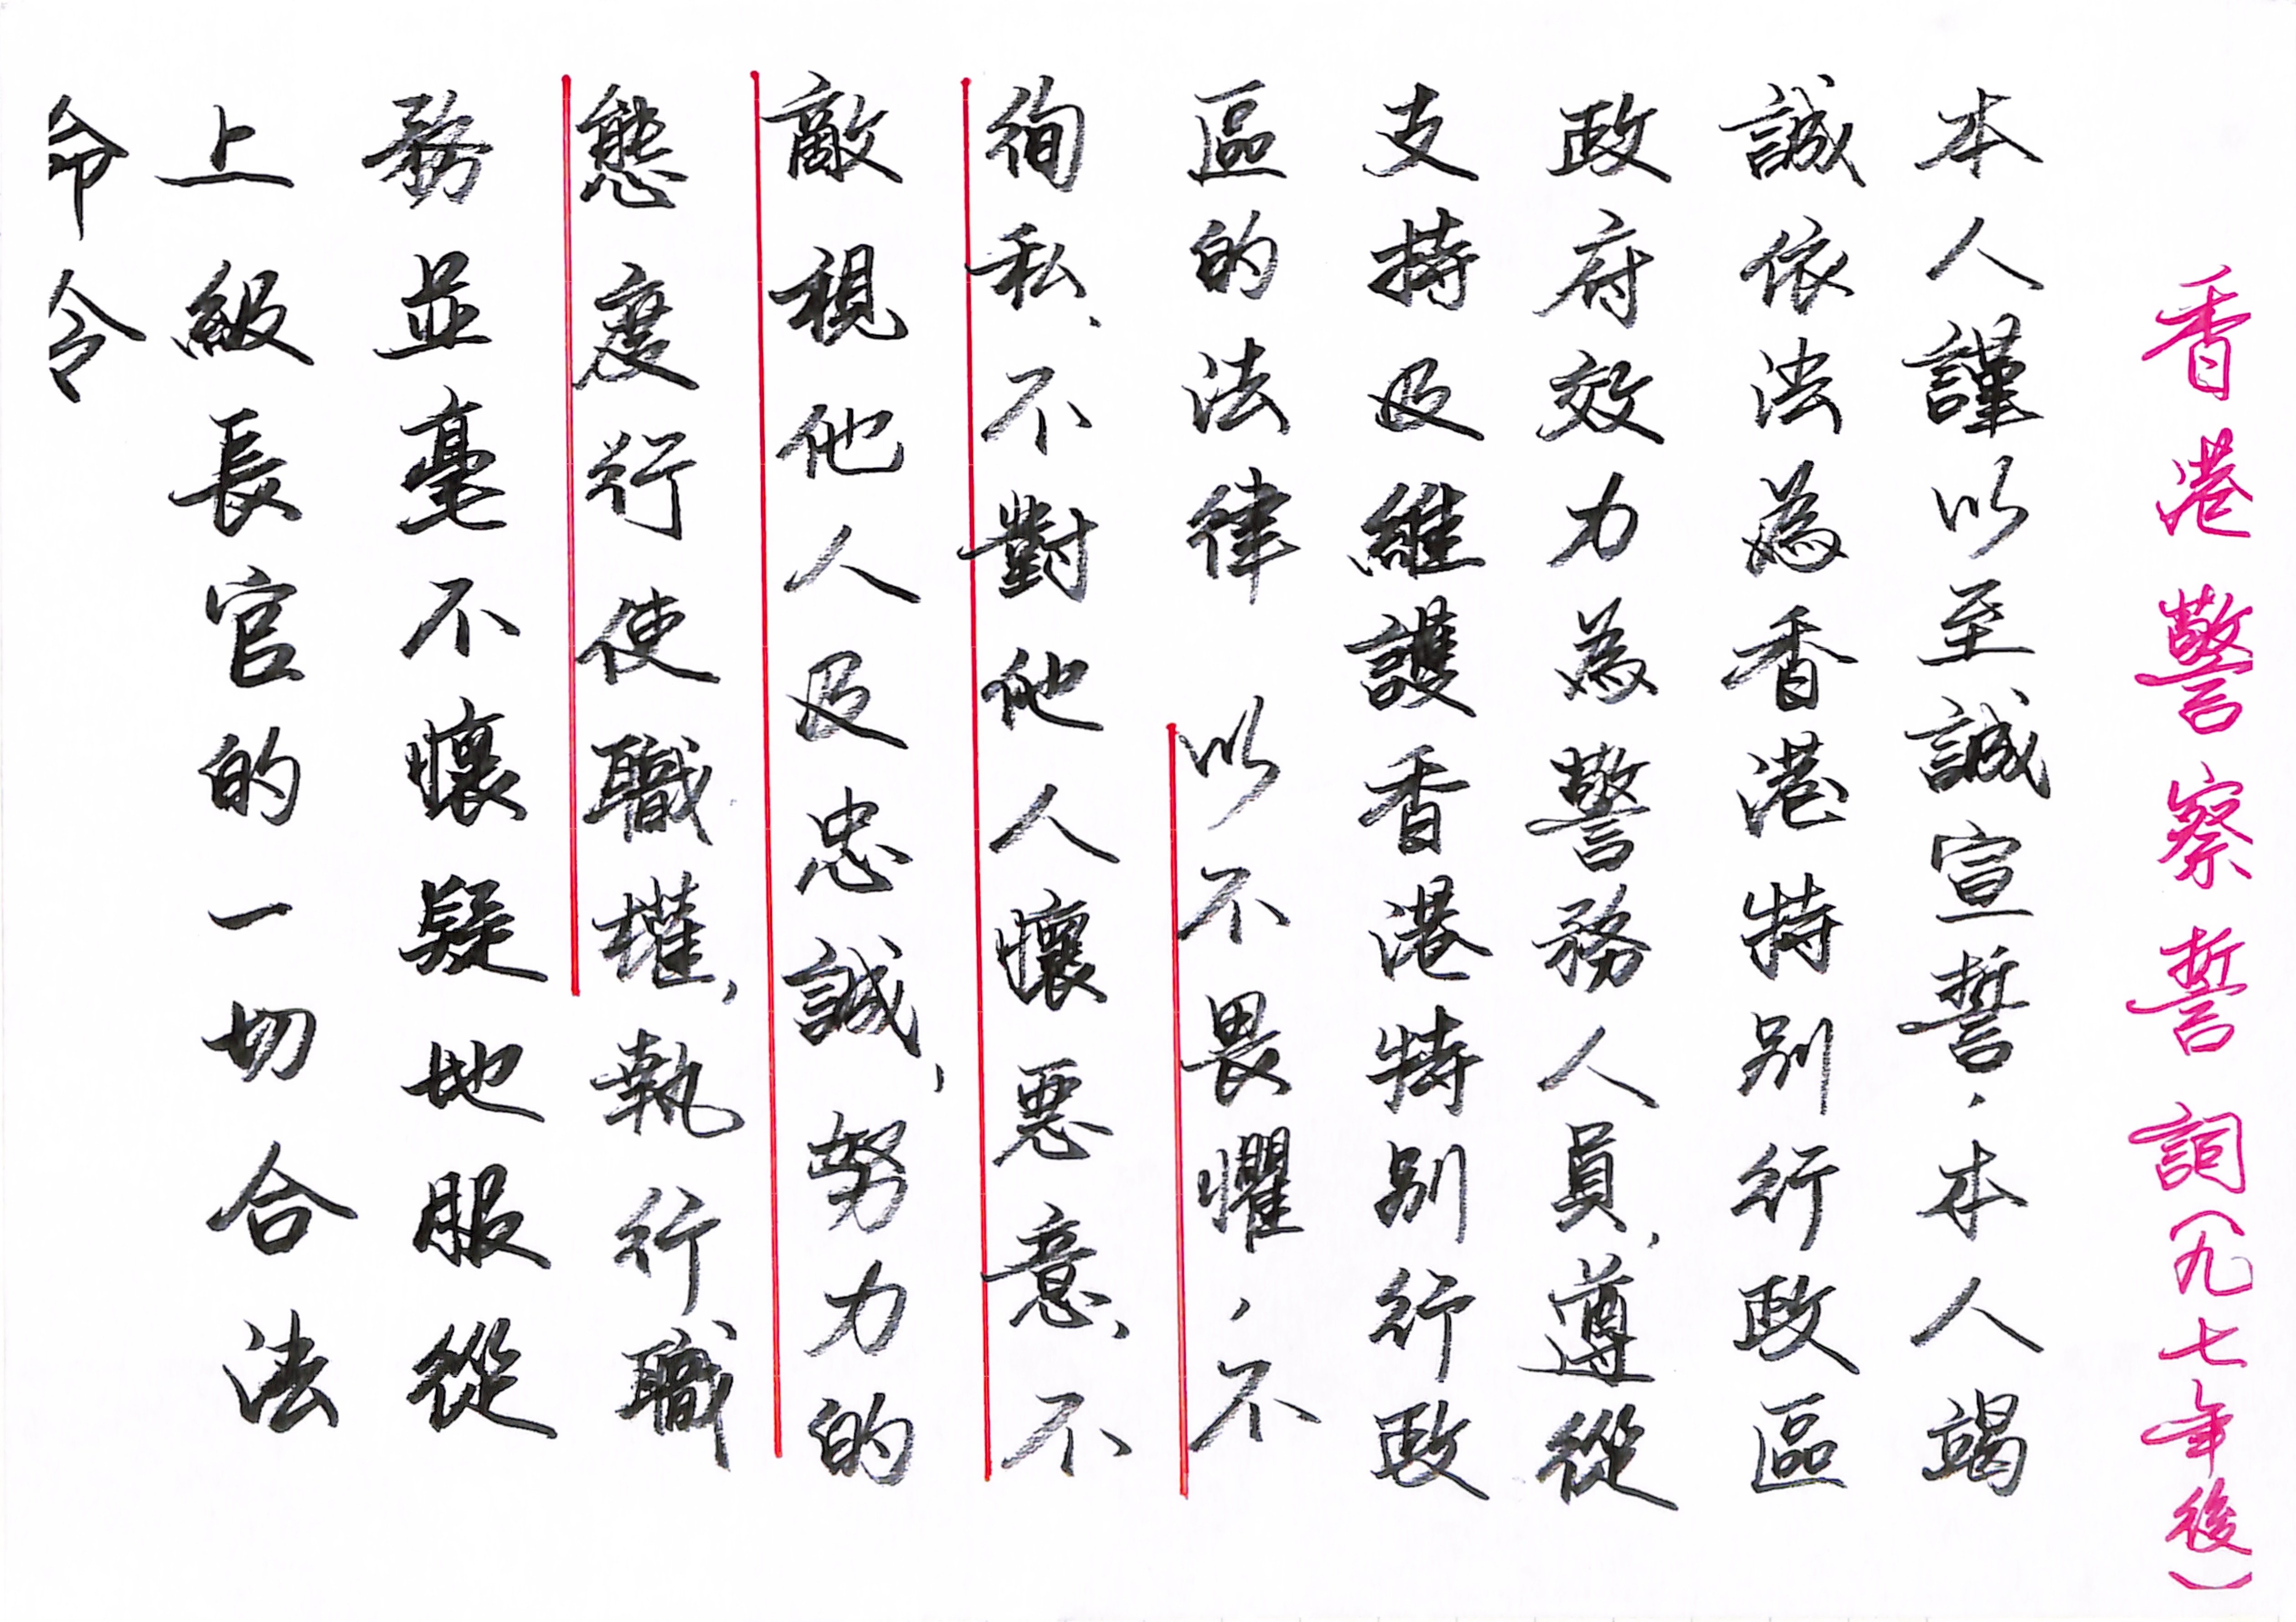 香港警察誓詞（九七年後）
本人謹以至誠宣誓，本人竭
誠依法為香港特別行政區
政府效力為警務人員，遵從
支持及維護香港特別行政
區的法律 以不畏懼，不
徇私，不對他人懷惡意，不
敵視他人及忠誠，努力的
態度行使職權，執行職
務並毫不懷疑地服從
上級長官的一切合法
命令